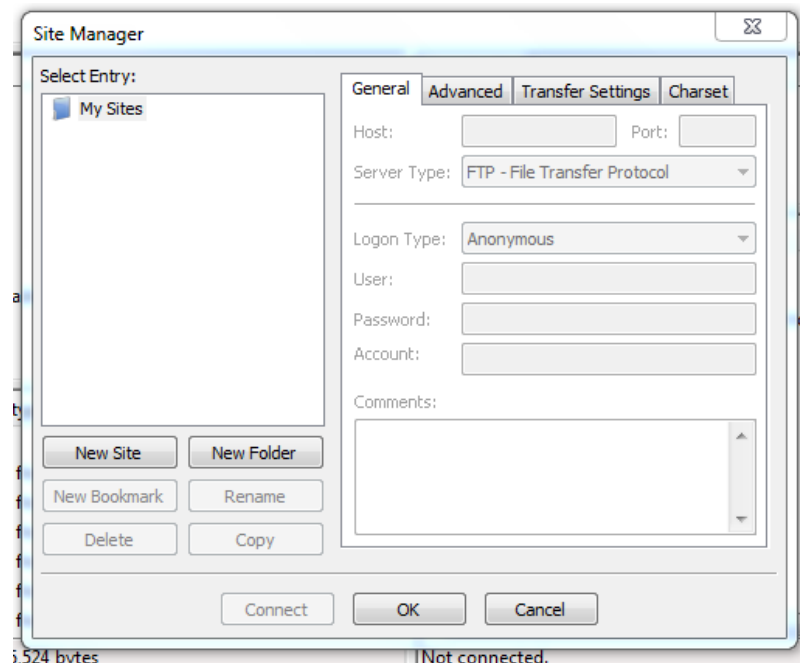 Site Manager
Select Entry:
My Sites
General Advanced Transfer Settings Charset
Host: Port:
Server Type: FTP - File Transfer Protocol
Logon Type: Anonymous
User:
Password:
Account:
Comments:
New Site New Folder
New Bookmark Rename
Delete Copy
Connect OK Cancel
524 bytes Not connected.